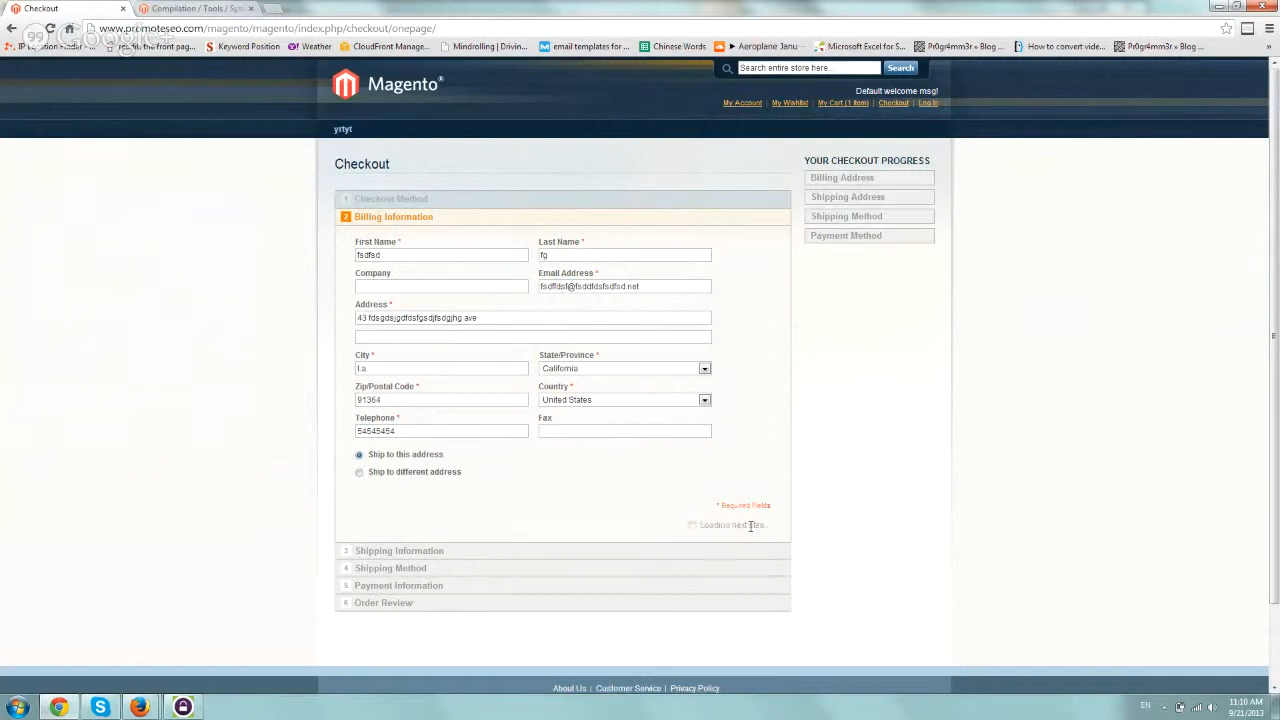 Checkout
Compilation / Tools / Sys
www.promoteseo.com/magento/magento/index.php/checkout/onepage/
the front pag...
Keyword Position
Weather
CloudFront Manage...
Mindrolling | Drivin...
email templates for ...
Chinese Words
► Aeroplane Janu...
Microsoft Excel for S...
Pr0gr4mm3r » Blog ...
How to convert vide...
Pr0gr4mm3r » Blog ...
Search entire store here...
Search
Magento®
Default welcome msg!
My Account | My Wishlist | My Cart (1 item) | Checkout | Log In
yrtyt
Checkout
1 Checkout Method
2 Billing Information
First Name * Last Name *
fsdfsd fg
Company Email Address *
fsdffdsf@fsddfdsfsdfsd.net
Address *
43 fdsgdsjgdfdsfgsdjfsdgjhg ave
City * State/Province *
l.a. California
Zip/Postal Code * Country *
91364 United States
Telephone * Fax
54545454
Ship to this address
Ship to different address
* Required Fields
Loading next step...
3 Shipping Information
4 Shipping Method
5 Payment Information
6 Order Review
YOUR CHECKOUT PROGRESS
Billing Address
Shipping Address
Shipping Method
Payment Method
About Us | Customer Service | Privacy Policy
EN
11:10 AM
9/21/2013